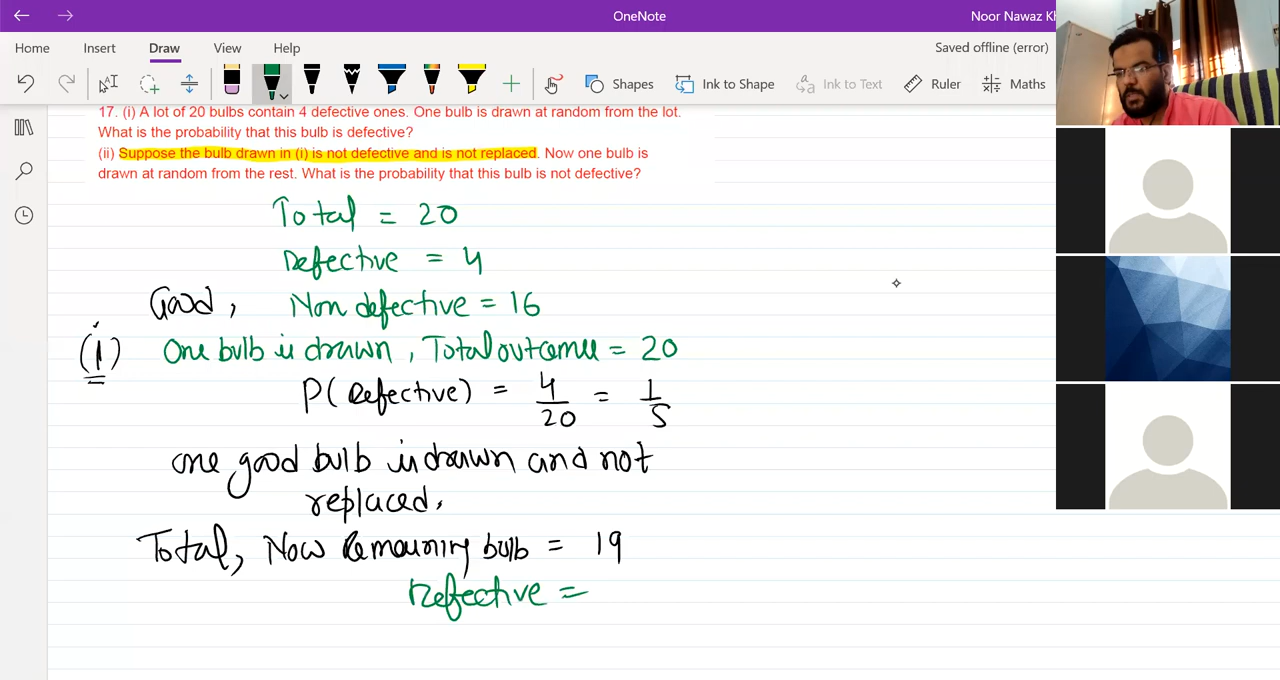 OneNote
Noor Nawaz Kh
Home Insert Draw View Help
Saved offline (error)
Shapes Ink to Shape Ink to Text Ruler Maths
17. (i) A lot of 20 bulbs contain 4 defective ones. One bulb is drawn at random from the lot.
What is the probability that this bulb is defective?
(ii) Suppose the bulb drawn in (i) is not defective and is not replaced. Now one bulb is
drawn at random from the rest. What is the probability that this bulb is not defective?
Total = 20
Defective = 4
Good, Non defective = 16
(i) One bulb is drawn, Total outcomes = 20
P(Defective) = 4/20 = 1/5
one good bulb is drawn and not
replaced.
Total, Now Remaining bulb = 19
Defective =